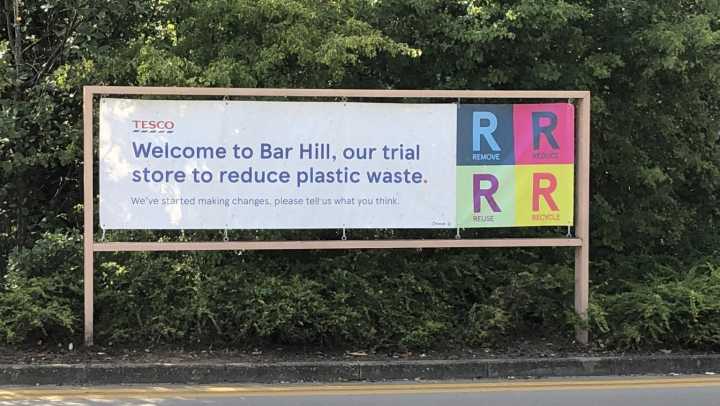 TESCO
Welcome to Bar Hill, our trial
store to reduce plastic waste.
We've started making changes, please tell us what you think.
R
REMOVE
R
REDUCE
R
REUSE
R
RECYCLE